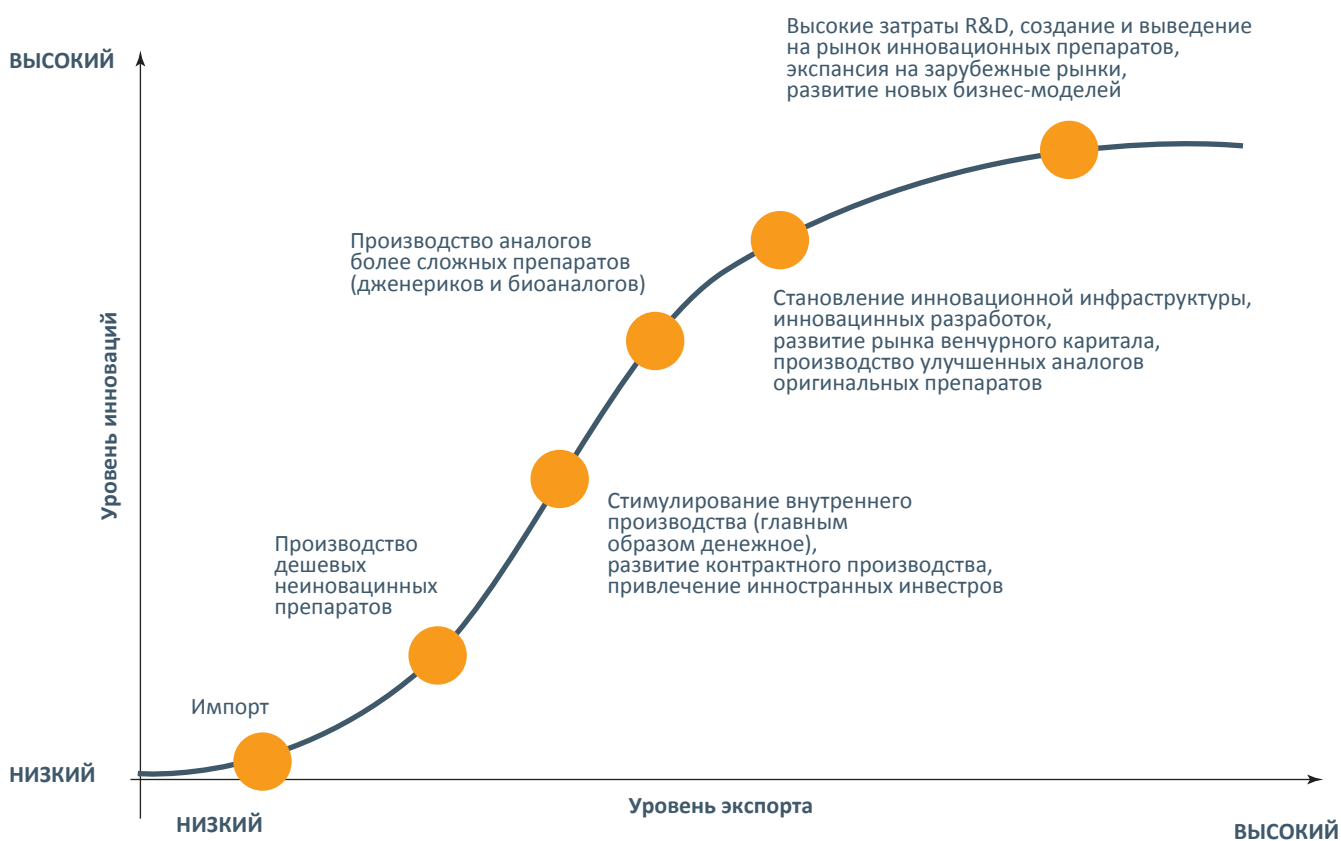 Высокие затраты R&D, создание и выведение
на рынок инновационных препаратов,
экспансия на зарубежные рынки,
развитие новых бизнес-моделей
ВЫСОКИЙ
Производство аналогов
более сложных препаратов
(дженериков и биоаналогов)
Становление инновационной инфраструктуры,
инновацинных разработок,
развитие рынка венчурного каритала,
производство улучшенных аналогов
оригинальных препаратов
Уровень инноваций
Стимулирование внутреннего
производства (главным
образом денежное),
развитие контрактного производства,
привлечение инностранных инвестров
Производство
дешевых
неиновацинных
препаратов
Импорт
НИЗКИЙ
НИЗКИЙ
Уровень экспорта
ВЫСОКИЙ